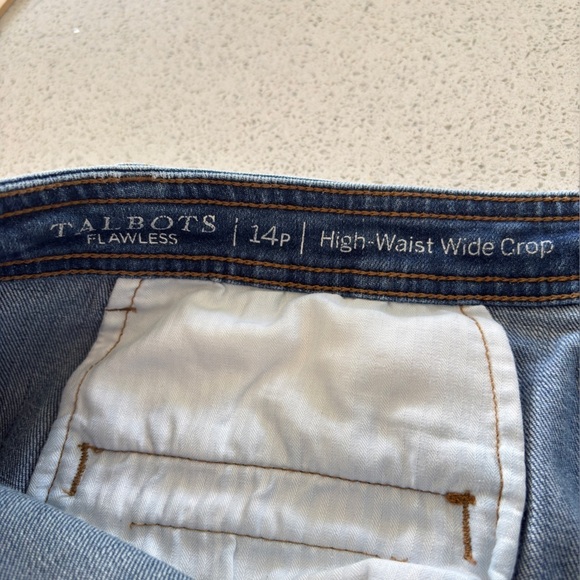 TALBOTS
FLAWLESS
14P
High-Waist Wide Crop